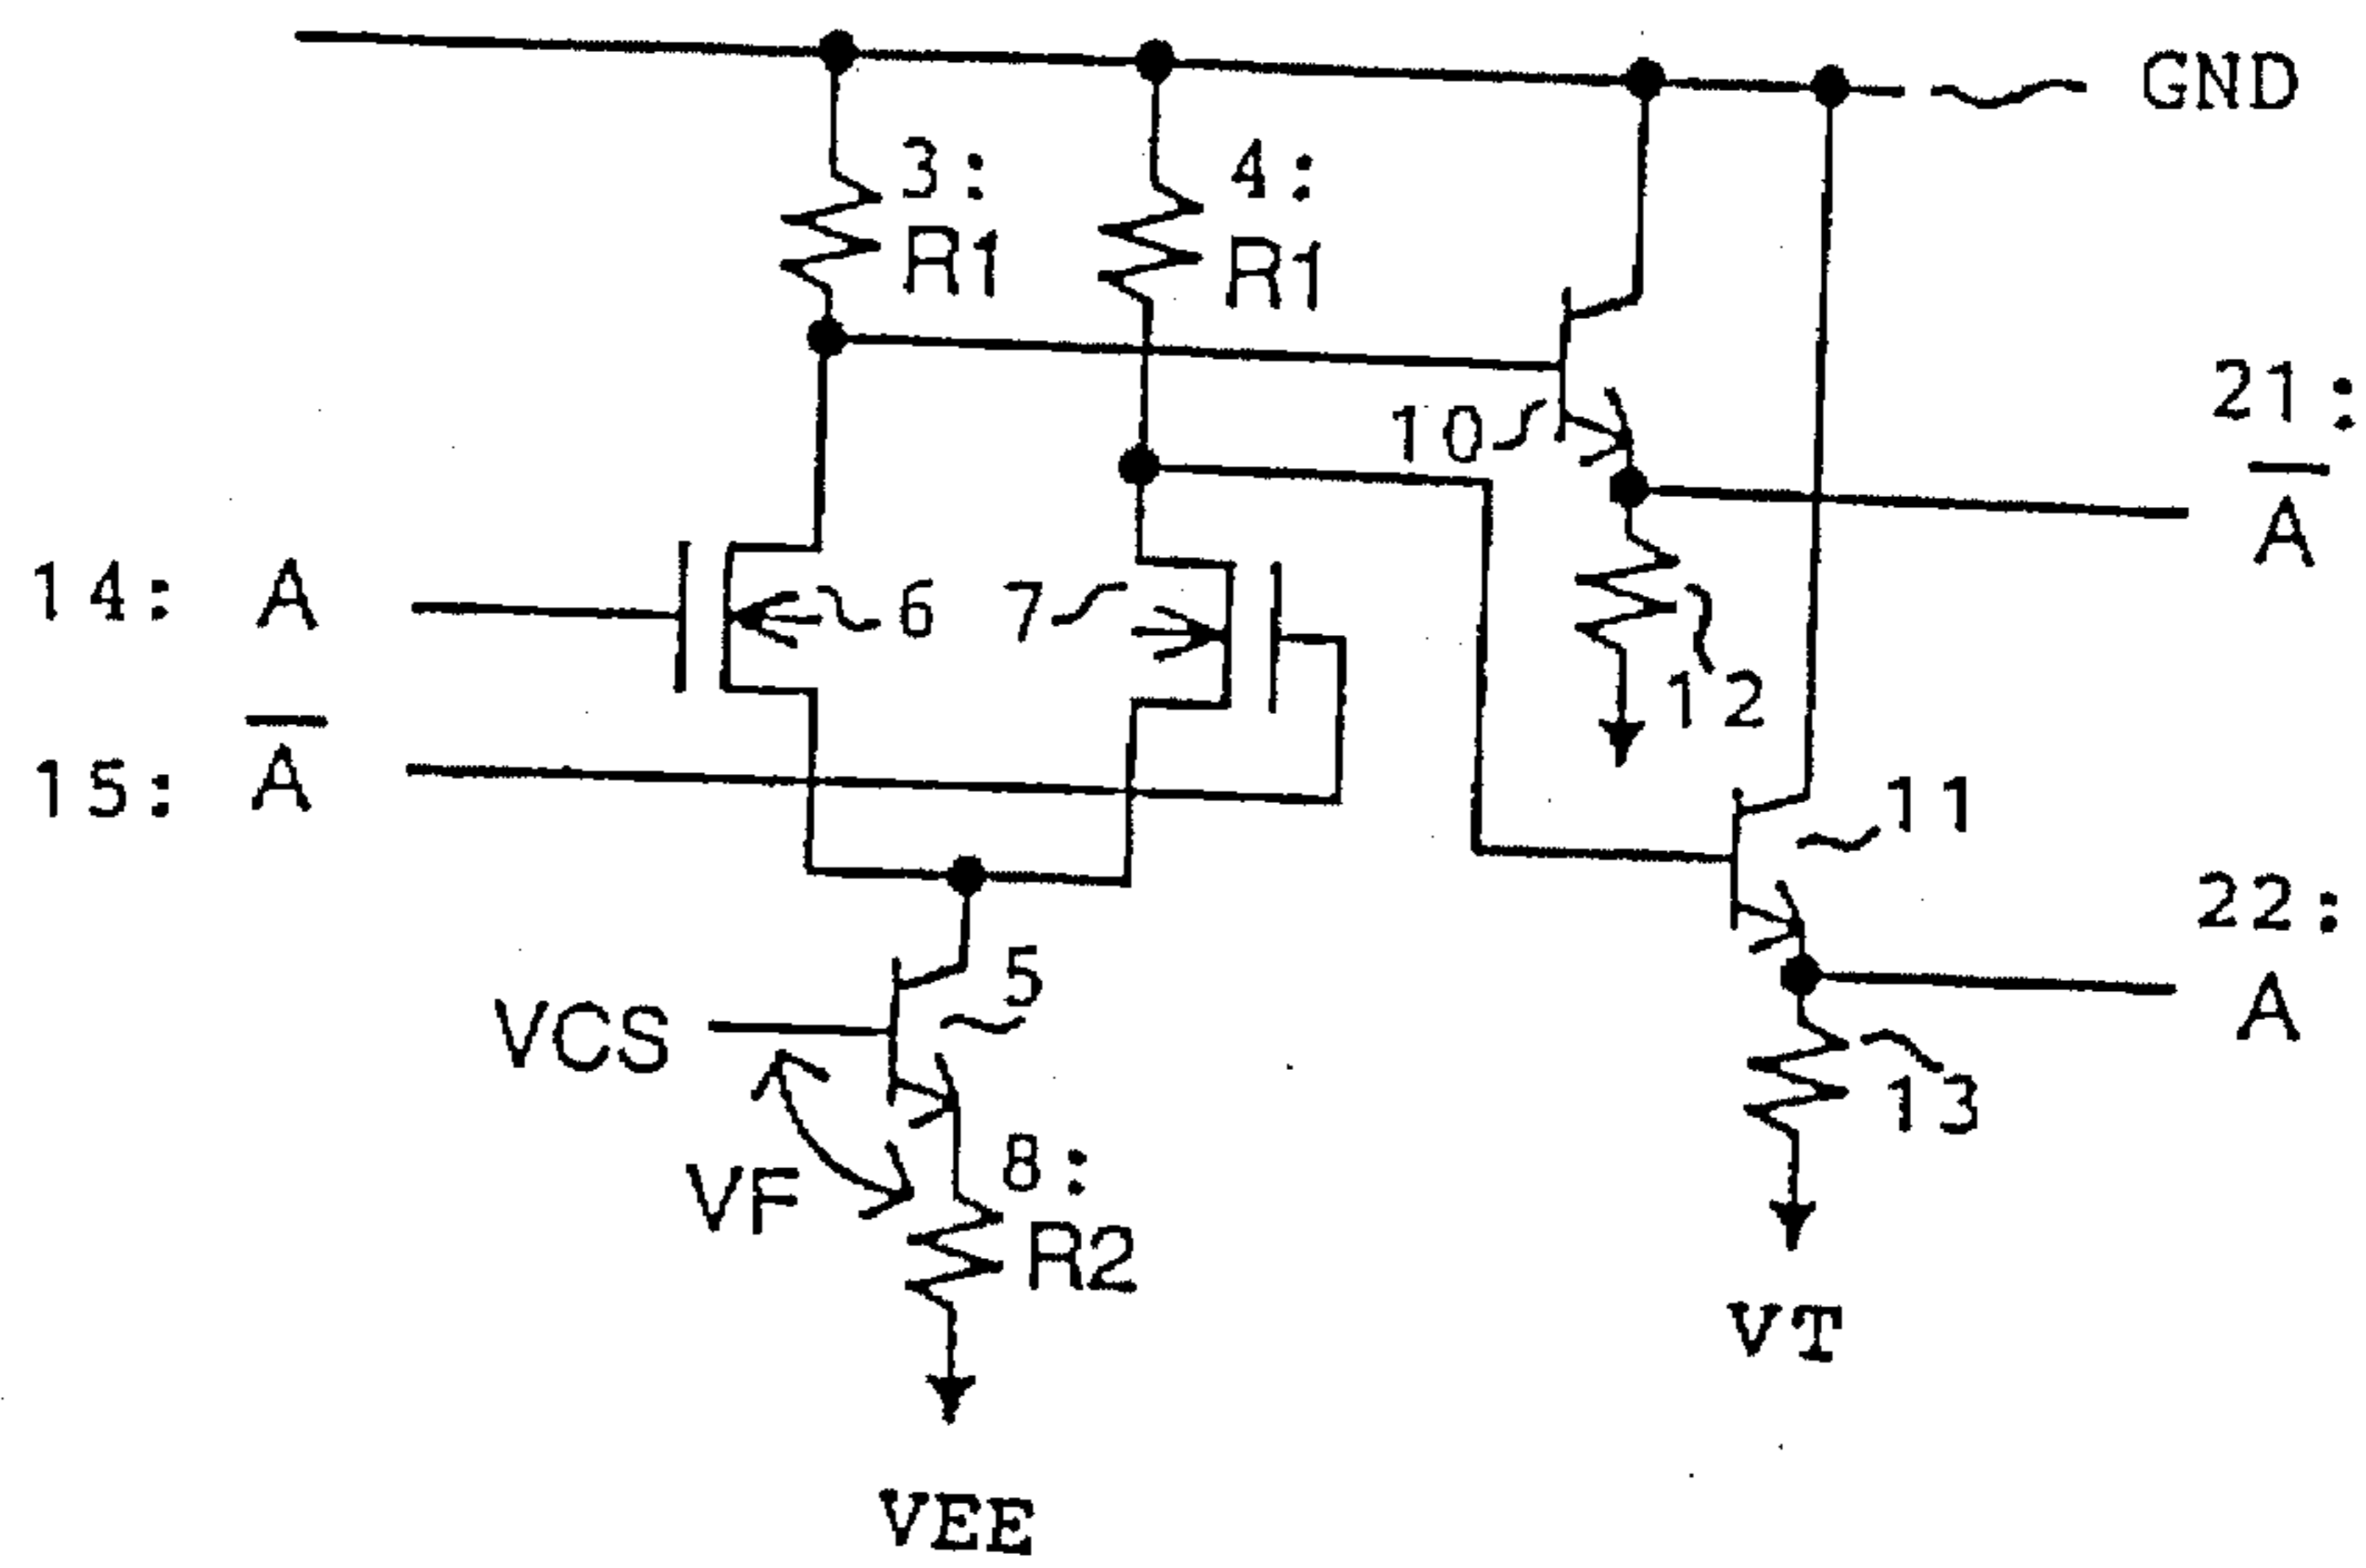 GND
3:
R1
4:
R1
10
21:
A̅
14: A
6
7
12
15: A̅
11
22:
A
VCS
5
13
VF
8:
R2
VT
VEE